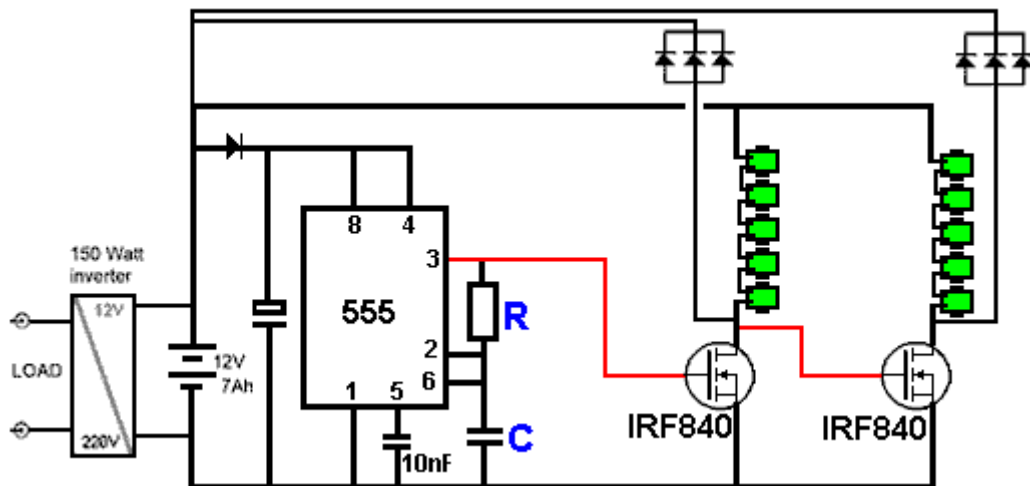 8
4
3
150 Watt
inverter
12V
555
R
2
12V
LOAD
7Ah
6
1
5
IRF840
IRF840
220V
10nF
C